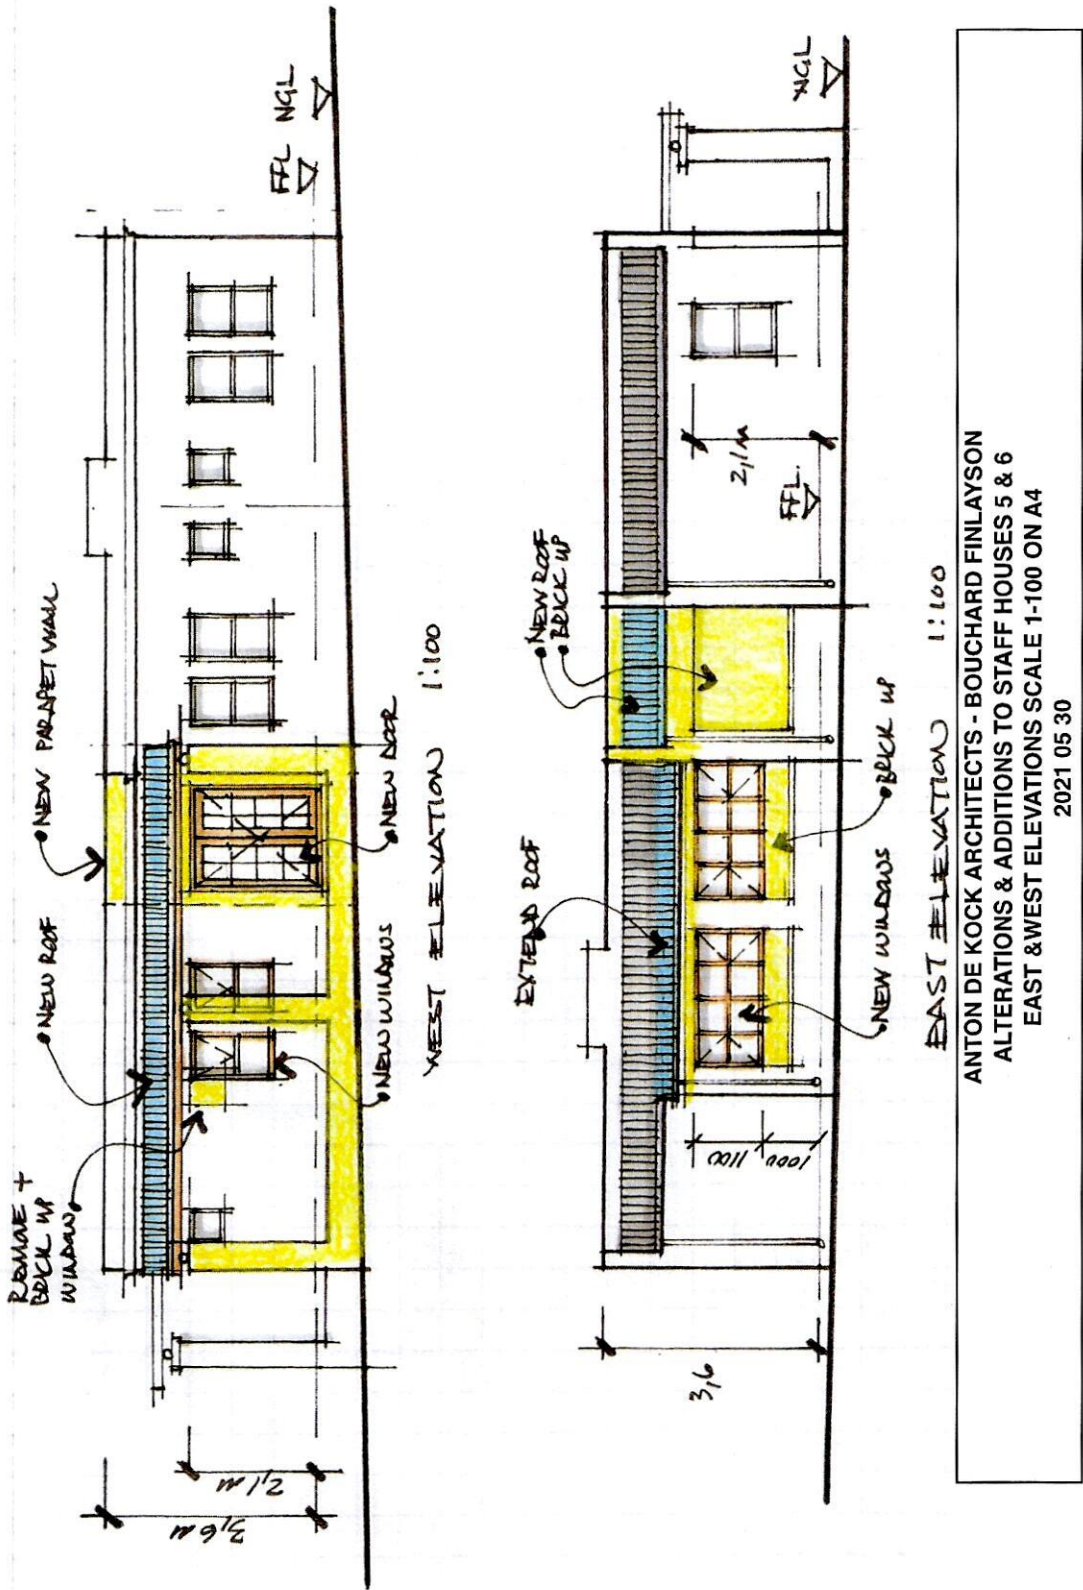 REMOVE +
BRICK UP
WINDOW
NEW ROOF
NEW PARAPET WALL
FFL
NGL
3,6 M
2,1 M
NEW WINDOWS
NEW DOOR
WEST ELEVATION 1:100
EXTEND ROOF
NEW ROOF
BRICK UP
NGL
3,6
1100
1000
2,1 M
FFL.
NEW WINDOWS
BRICK UP
EAST ELEVATION 1:100
ANTON DE KOCK ARCHITECTS - BOUCHARD FINLAYSON
ALTERATIONS & ADDITIONS TO STAFF HOUSES 5 & 6
EAST &WEST ELEVATIONS SCALE 1-100 ON A4
2021 05 30